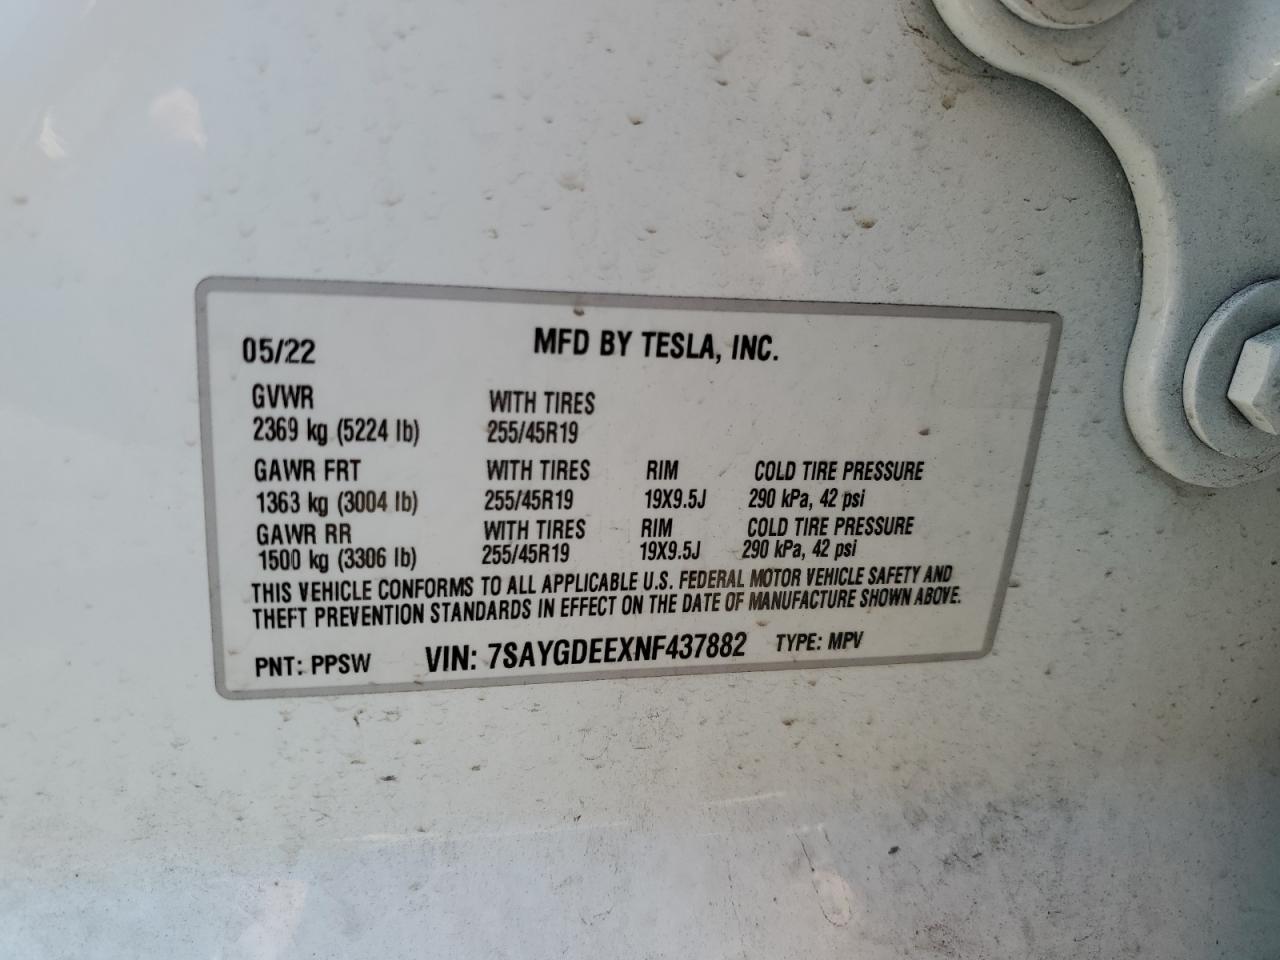 05/22 MFD BY TESLA, INC.
GVWR WITH TIRES
2369 kg (5224 lb) 255/45R19
GAWR FRT WITH TIRES RIM COLD TIRE PRESSURE
1363 kg (3004 lb) 255/45R19 19X9.5J 290 kPa, 42 psi
GAWR RR WITH TIRES RIM COLD TIRE PRESSURE
1500 kg (3306 lb) 255/45R19 19X9.5J 290 kPa, 42 psi
THIS VEHICLE CONFORMS TO ALL APPLICABLE U.S. FEDERAL MOTOR VEHICLE SAFETY AND
THEFT PREVENTION STANDARDS IN EFFECT ON THE DATE OF MANUFACTURE SHOWN ABOVE.
PNT: PPSW VIN: 7SAYGDEEXNF437882 TYPE: MPV